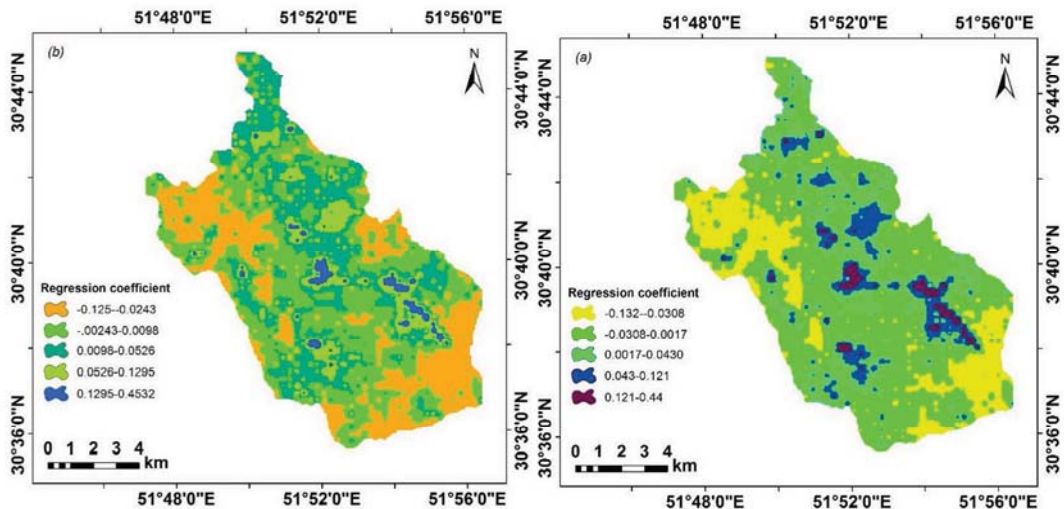 51°48'0"E 51°52'0"E 51°56'0"E
(b)
N
30°44'0"N
30°40'0"N
30°36'0"N
30°44'0"N
30°40'0"N
30°36'0"N
Regression coefficient
-0.125--0.0243
-.00243-0.0098
0.0098-0.0526
0.0526-0.1295
0.1295-0.4532
0 1 2 3 4
km
51°48'0"E 51°52'0"E 51°56'0"E
51°48'0"E 51°52'0"E 51°56'0"E
(a)
N
30°44'0"N
30°40'0"N
30°36'0"N
30°44'0"N
30°40'0"N
30°36'0"N
Regression coefficient
-0.132--0.0308
-0.0308-0.0017
0.0017-0.0430
0.043-0.121
0.121-0.44
0 1 2 3 4
km
51°48'0"E 51°52'0"E 51°56'0"E